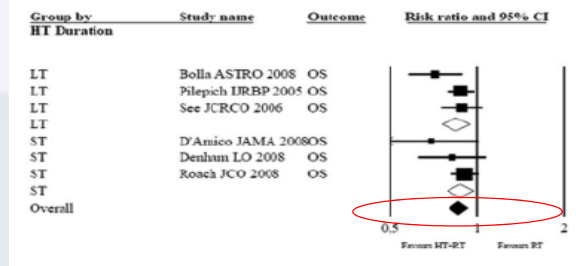 Group by Study name Outcome Risk ratio and 95% CI
HT Duration
LT Bolla ASTRO 2008 OS
LT Pilepich IJRBP 2005 OS
LT See JCRCO 2006 OS
LT
ST D'Amico JAMA 2008OS
ST Denham LO 2008 OS
ST Roach JCO 2008 OS
ST
Overall
0.5 1 2
Favours HT-RT Favours RT